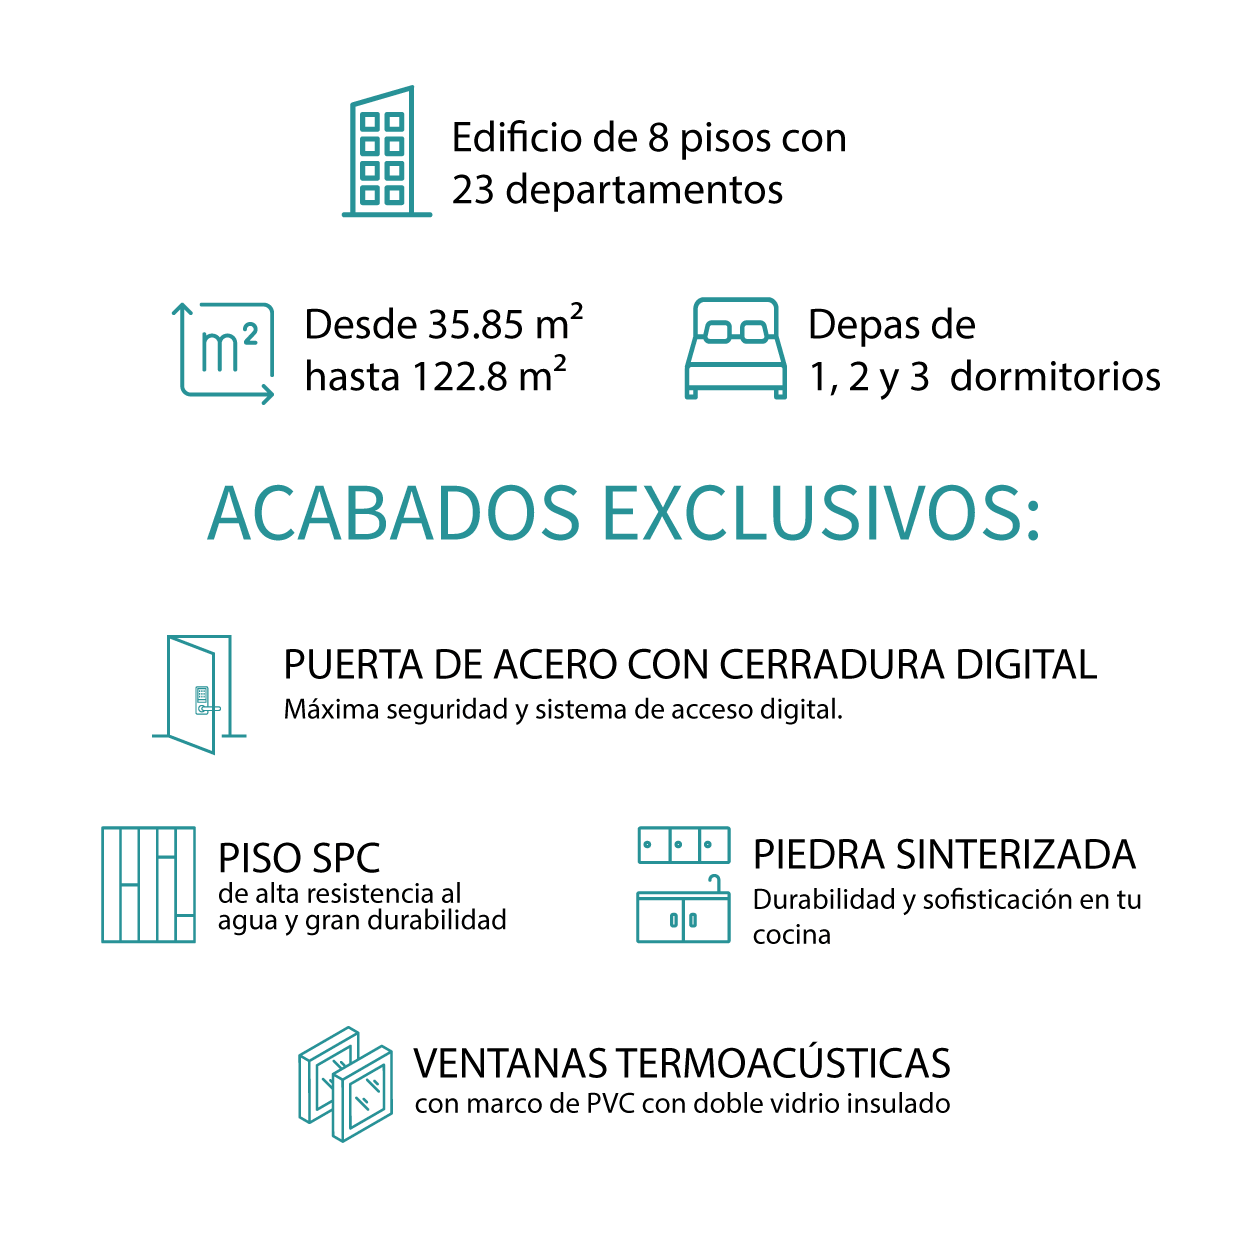 Edificio de 8 pisos con
23 departamentos
m²
Desde 35.85 m²
hasta 122.8 m²
Depas de
1, 2 y 3 dormitorios
ACABADOS EXCLUSIVOS:
PUERTA DE ACERO CON CERRADURA DIGITAL
Máxima seguridad y sistema de acceso digital.
PISO SPC
de alta resistencia al
agua y gran durabilidad
PIEDRA SINTERIZADA
Durabilidad y sofisticación en tu
cocina
VENTANAS TERMOACÚSTICAS
con marco de PVC con doble vidrio insulado